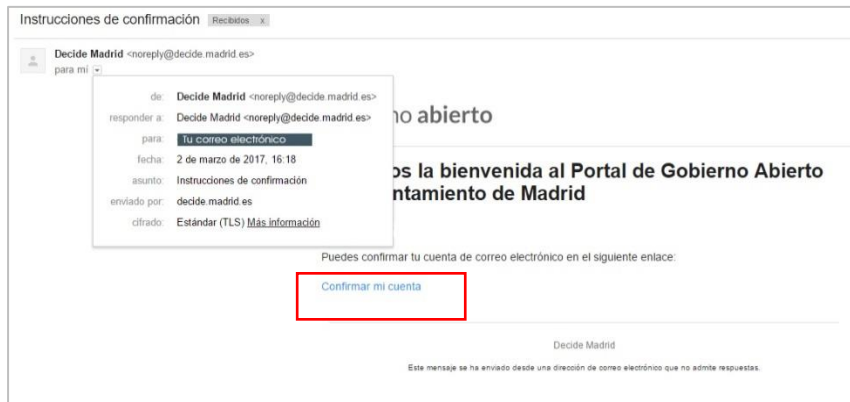 Instrucciones de confirmación Recibidos x
Decide Madrid <noreply@decide.madrid.es>
para mí
de: Decide Madrid <noreply@decide.madrid.es>
responder a: Decide Madrid <noreply@decide.madrid.es>
para: Tu correo electrónico
fecha: 2 de marzo de 2017, 16:18
asunto: Instrucciones de confirmación
enviado por: decide.madrid.es
cifrado: Estándar (TLS) Más información
abierto
la bienvenida al Portal de Gobierno Abierto
Madrid
Puedes confirmar tu cuenta de correo electrónico en el siguiente enlace:
Confirmar mi cuenta
Decide Madrid
Este mensaje se ha enviado desde una dirección de correo electrónico que no admite respuestas.